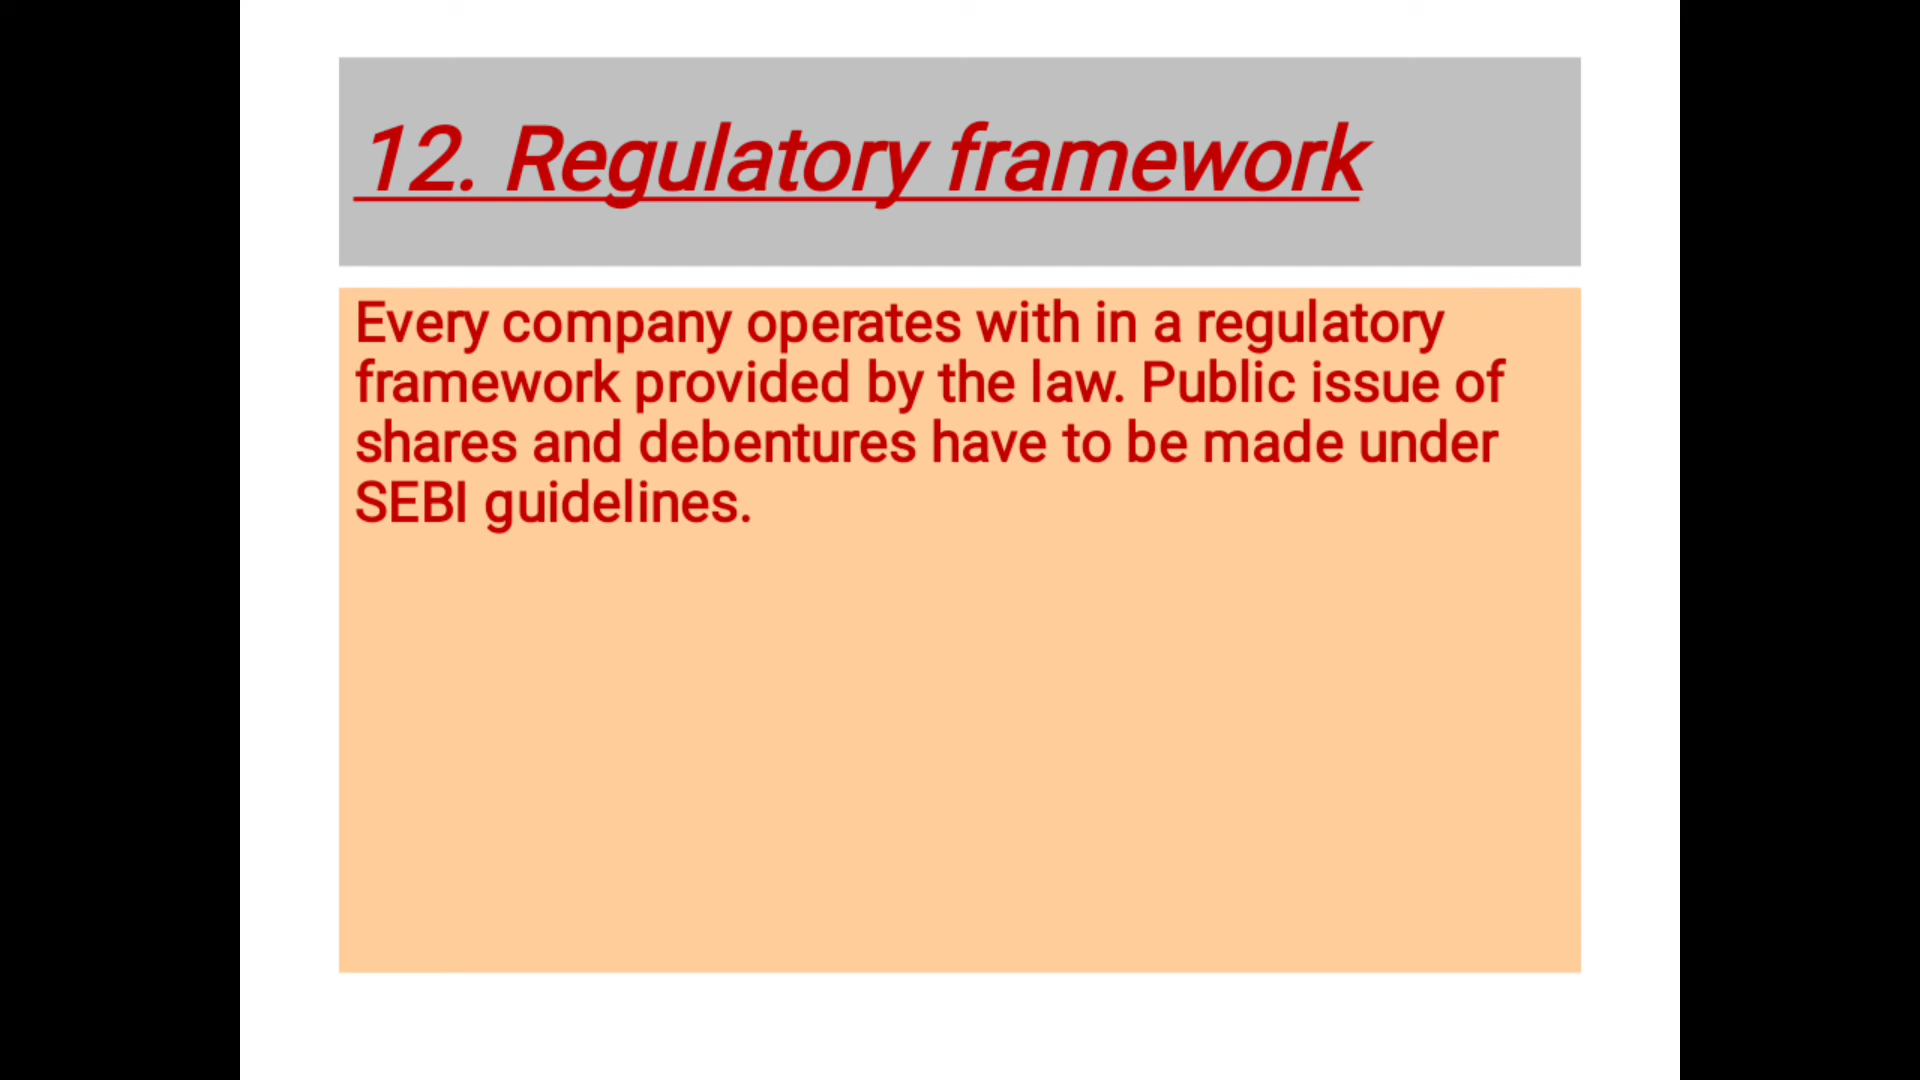 12. Regulatory framework
Every company operates with in a regulatory
framework provided by the law. Public issue of
shares and debentures have to be made under
SEBI guidelines.